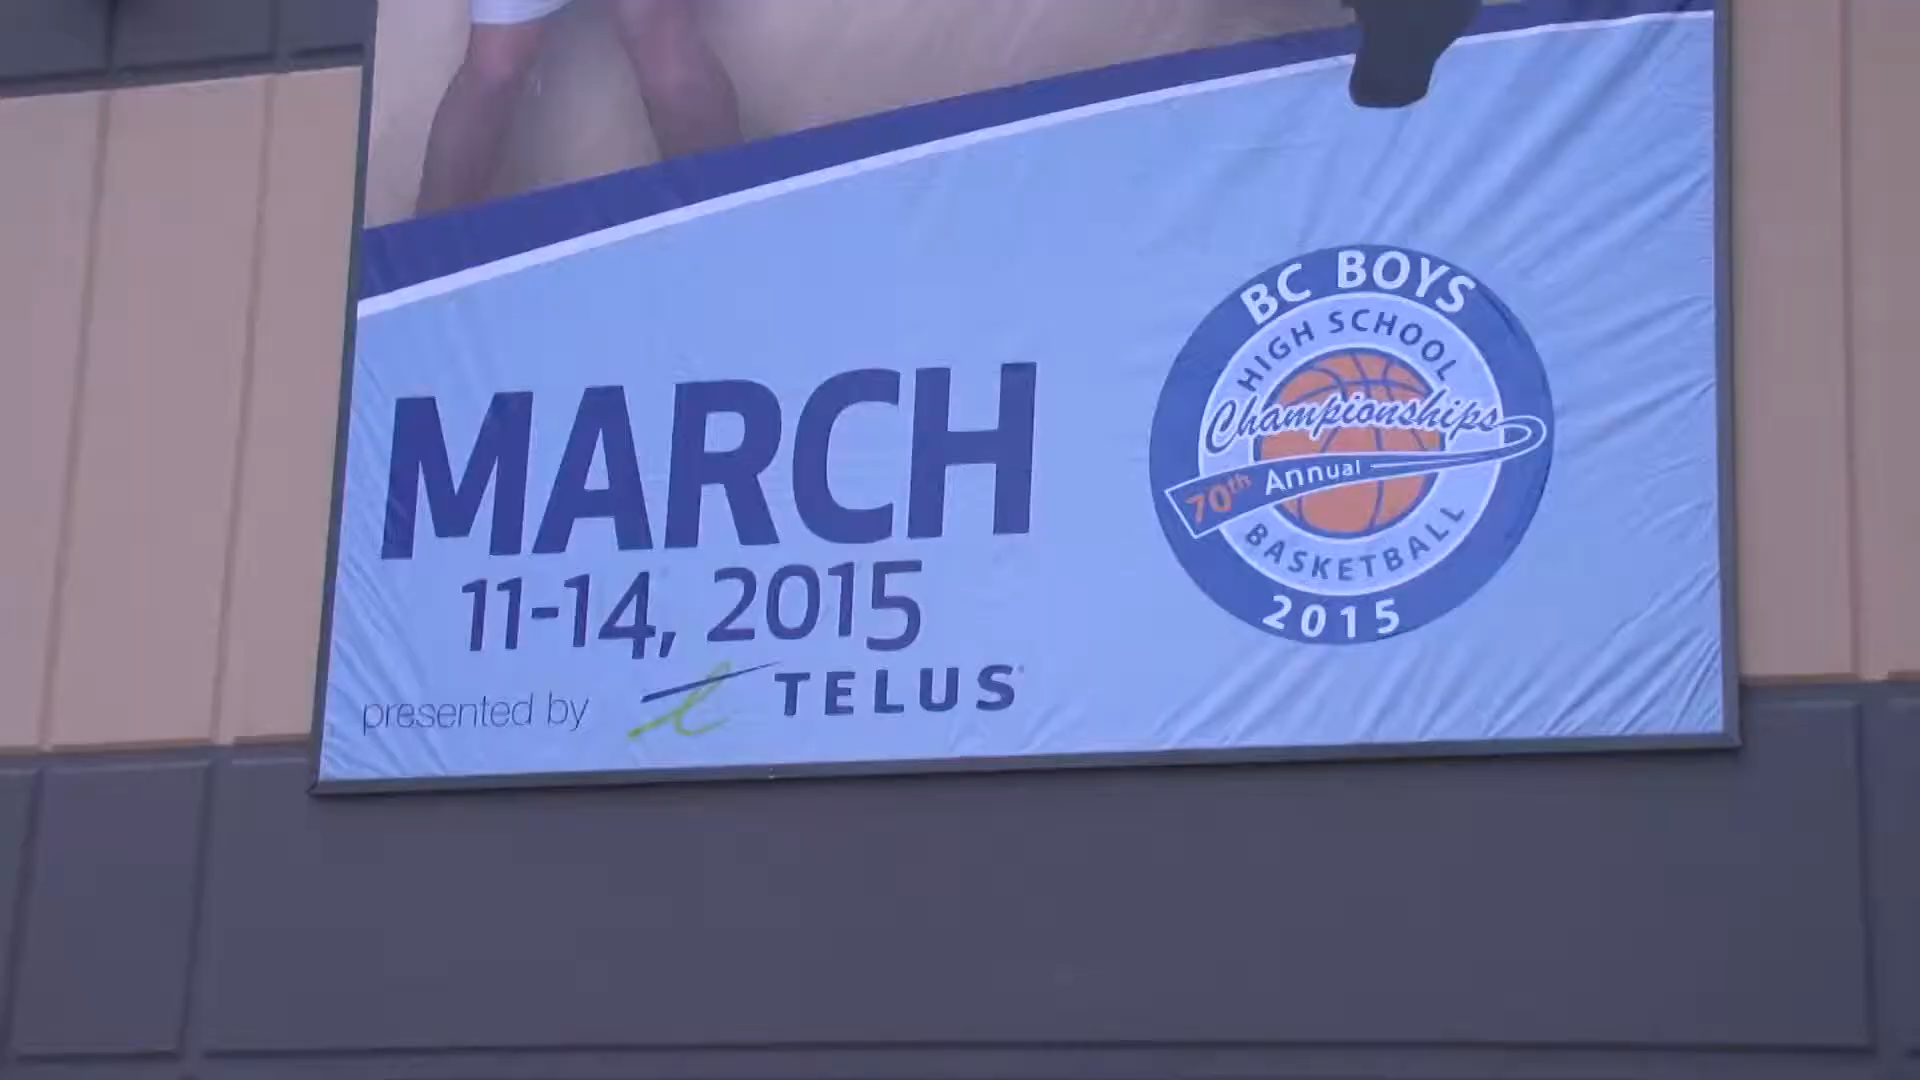 MARCH
11-14, 2015
presented by TELUS
BC BOYS
HIGH SCHOOL
Championships
70th Annual
BASKETBALL
2015